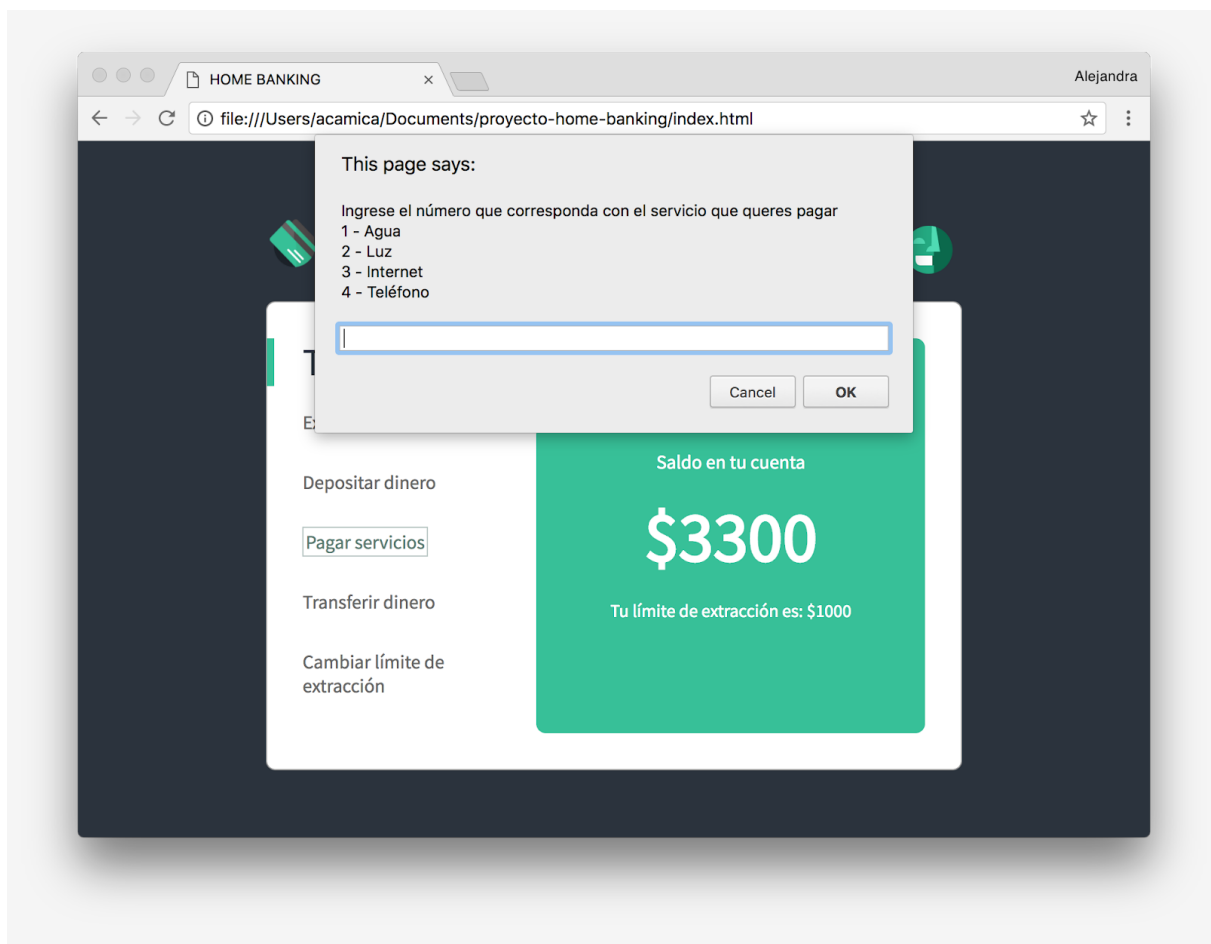 HOME BANKING
Alejandra
file:///Users/acamica/Documents/proyecto-home-banking/index.html
This page says:
Ingrese el número que corresponda con el servicio que queres pagar
1 - Agua
2 - Luz
3 - Internet
4 - Teléfono
Cancel
OK
Saldo en tu cuenta
$3300
Tu límite de extracción es: $1000
Depositar dinero
Pagar servicios
Transferir dinero
Cambiar límite de
extracción